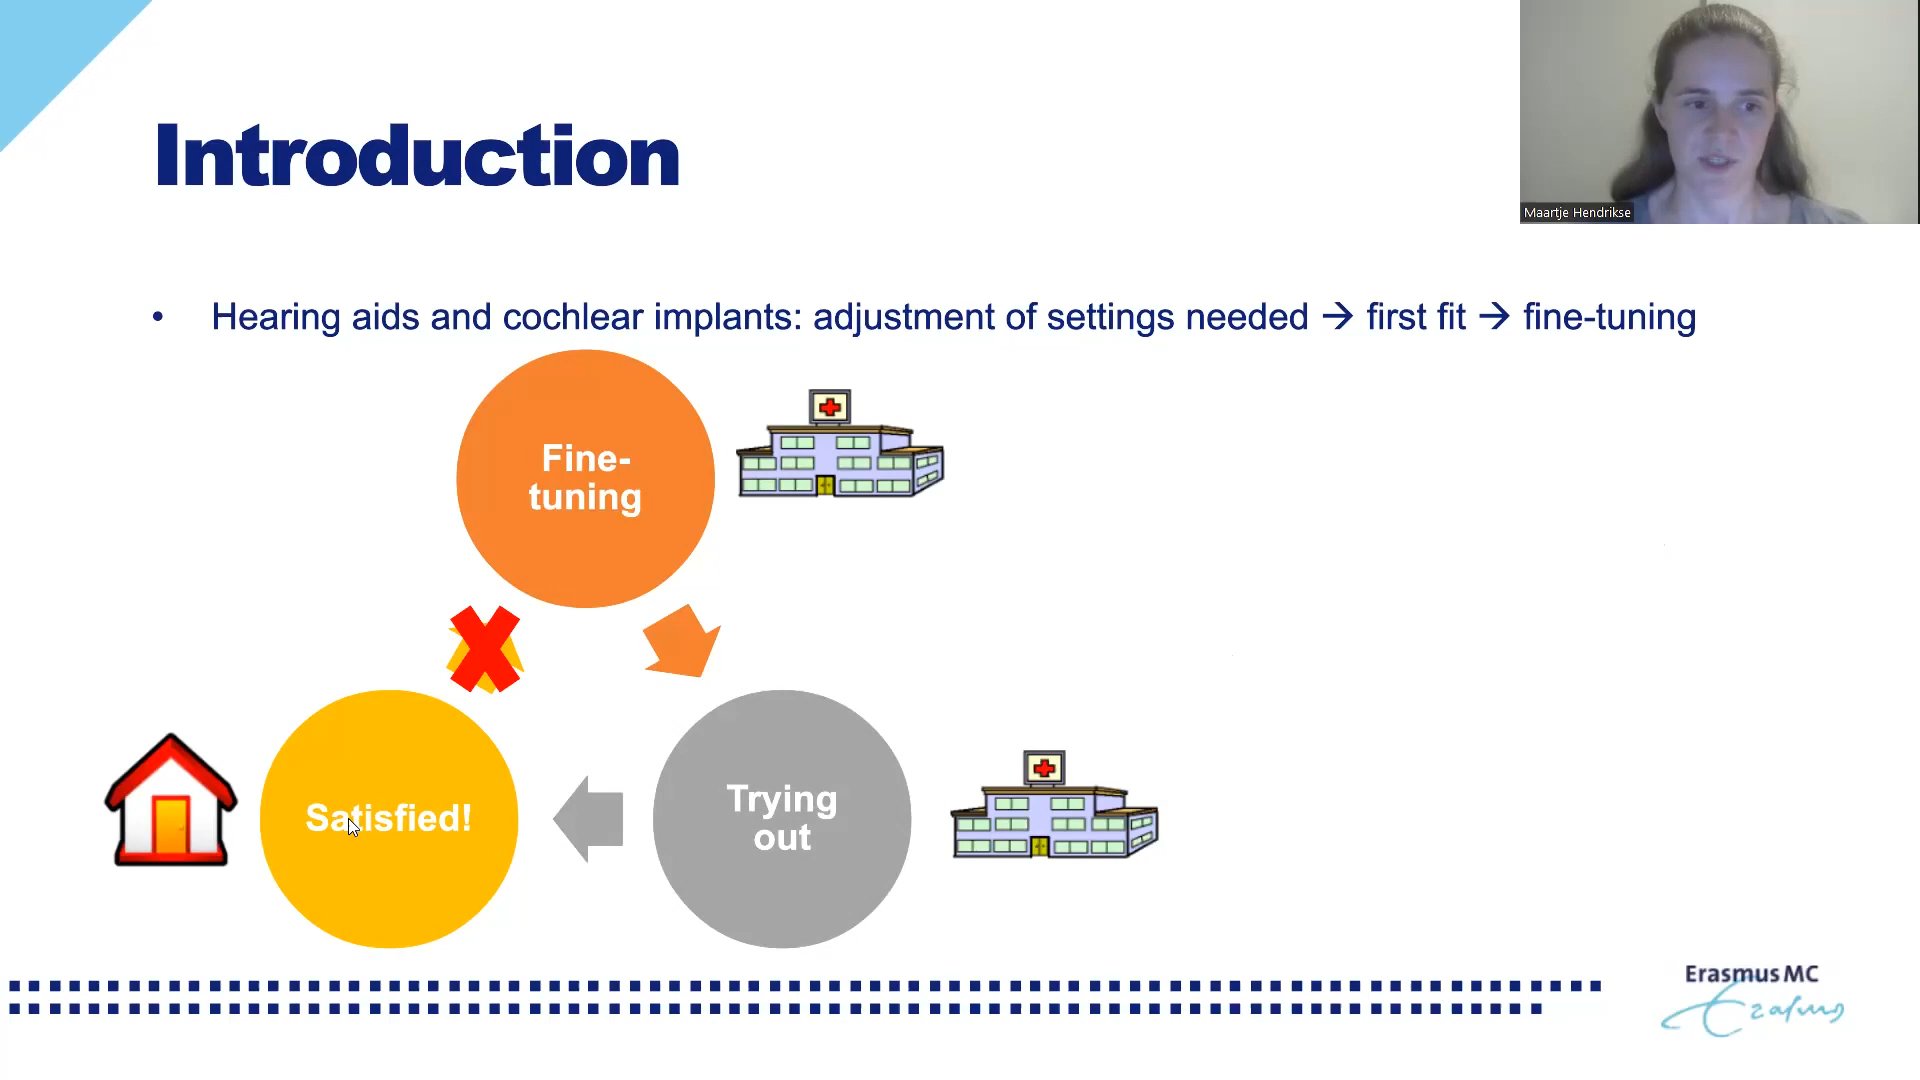 Introduction
Maartje Hendrikse
• Hearing aids and cochlear implants: adjustment of settings needed → first fit → fine-tuning
Fine-
tuning
Satisfied!
Trying
out
Erasmus MC
Erasmus